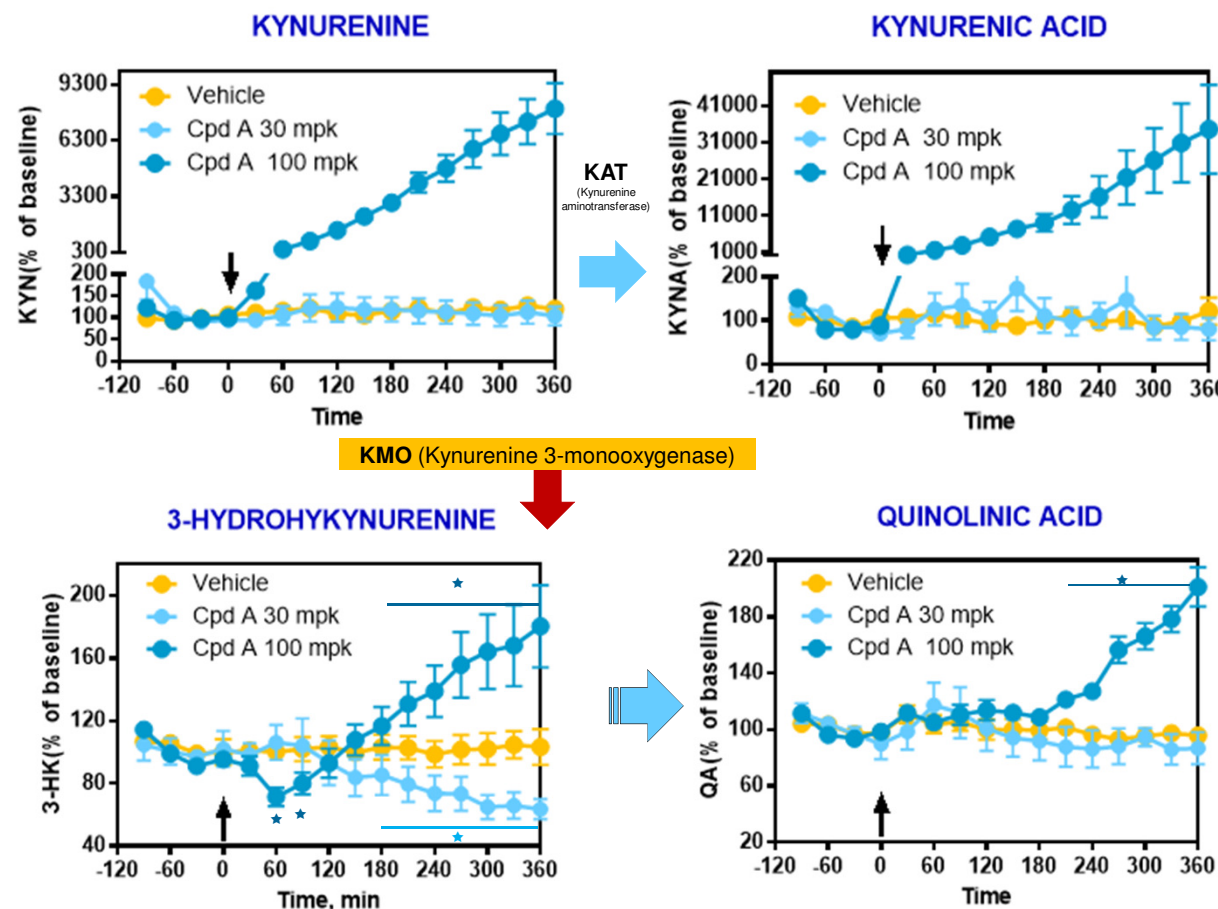 KYNURENINE
KYN(% of baseline)
9300
6300
3300
300
200
150
100
50
0
Vehicle
Cpd A 30 mpk
Cpd A 100 mpk
-120 -60 0 60 120 180 240 300 360
Time
KAT
(Kynurenine
aminotransferase)
KYNURENIC ACID
KYNA(% of baseline)
41000
31000
21000
11000
1000
200
100
0
Vehicle
Cpd A 30 mpk
Cpd A 100 mpk
-120 -60 0 60 120 180 240 300 360
Time
KMO (Kynurenine 3-monooxygenase)
3-HYDROHYKYNURENINE
3-HK(% of baseline)
200
160
120
80
40
Vehicle
Cpd A 30 mpk
Cpd A 100 mpk
-120 -60 0 60 120 180 240 300 360
Time, min
QUINOLINIC ACID
QA(% of baseline)
220
180
140
100
60
20
Vehicle
Cpd A 30 mpk
Cpd A 100 mpk
-120 -60 0 60 120 180 240 300 360
Time